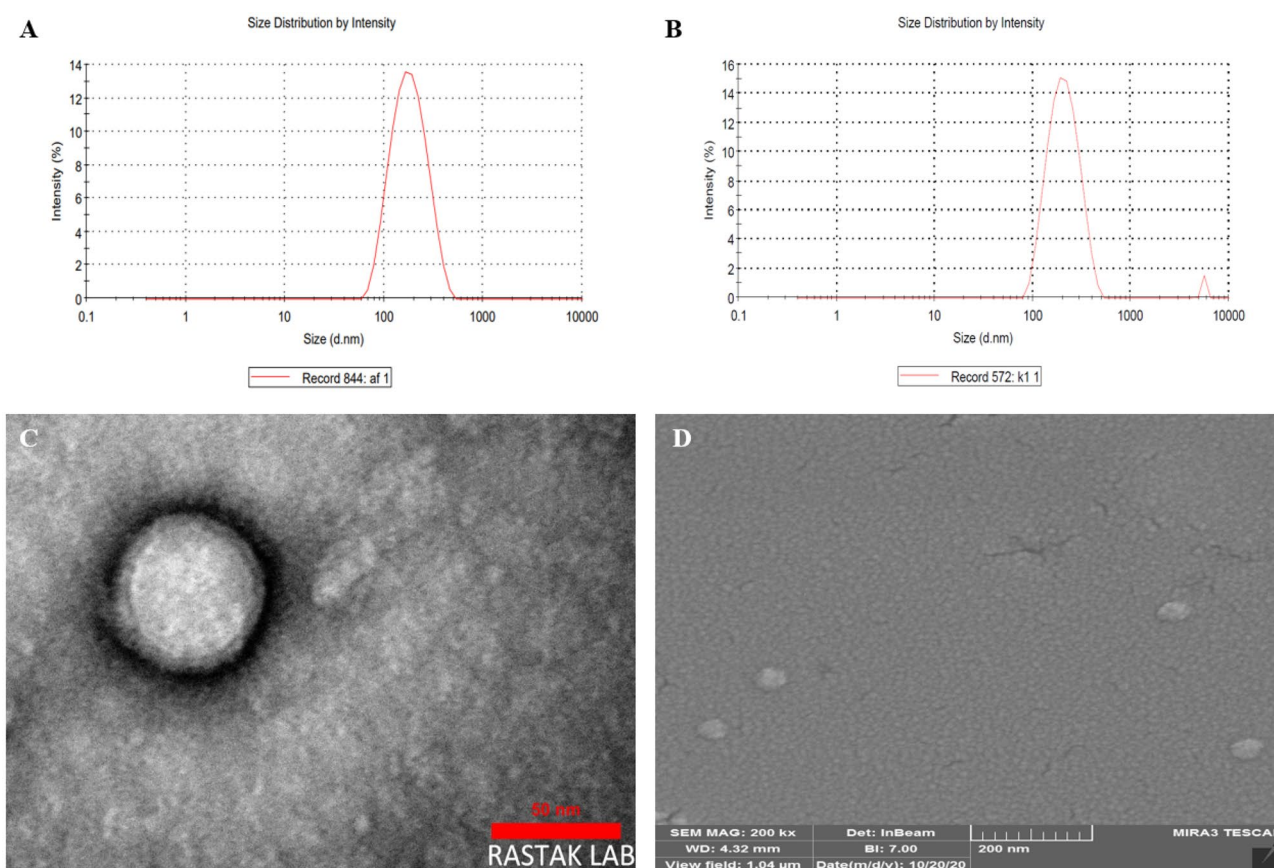 A
Size Distribution by Intensity
14
12
10
8
6
4
2
0
Intensity (%)
0.1 1 10 100 1000 10000
Size (d.nm)
Record 844: af 1
B
Size Distribution by Intensity
16
14
12
10
8
6
4
2
0
Intensity (%)
0.1 1 10 100 1000 10000
Size (d.nm)
Record 572: k1 1
C
50 nm
RASTAK LAB
D
SEM MAG: 200 kx Det: InBeam MIRA3 TESCA
WD: 4.32 mm BI: 7.00 200 nm
View field: 1.04 µm Date(m/d/y): 10/20/20